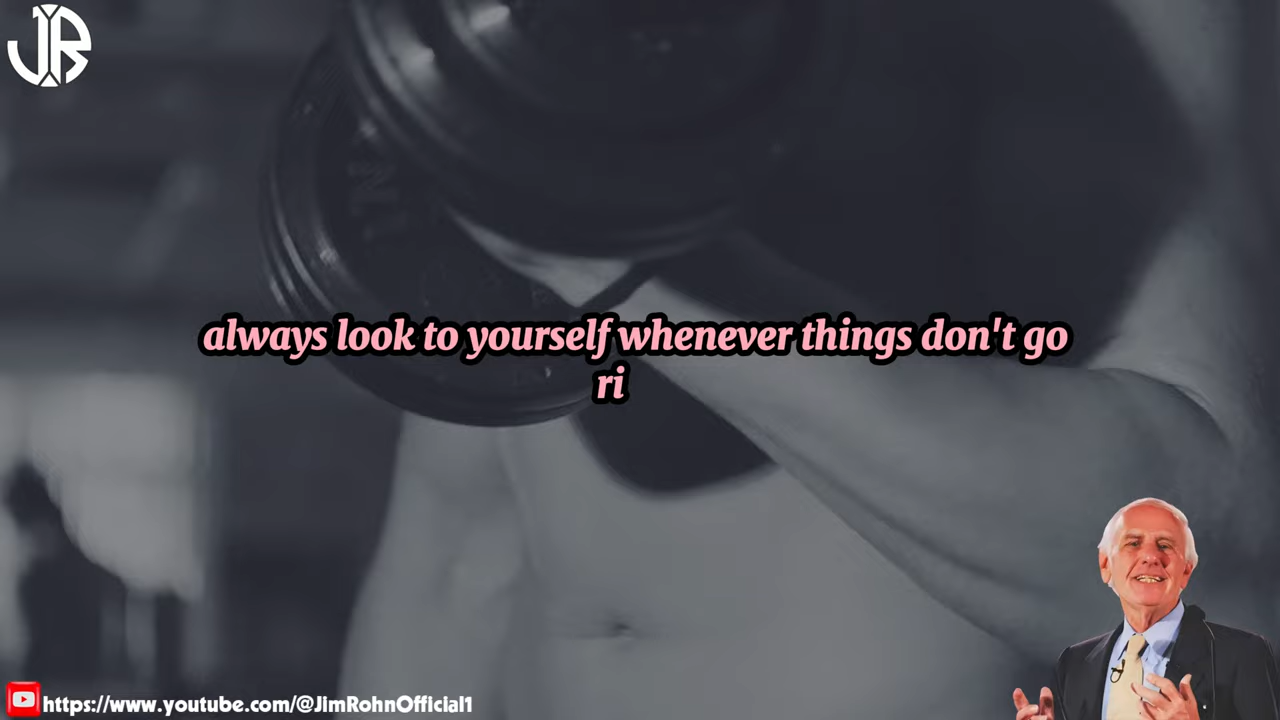 JR
always look to yourself whenever things don't go
ri
https://www.youtube.com/@JimRohnOfficial1